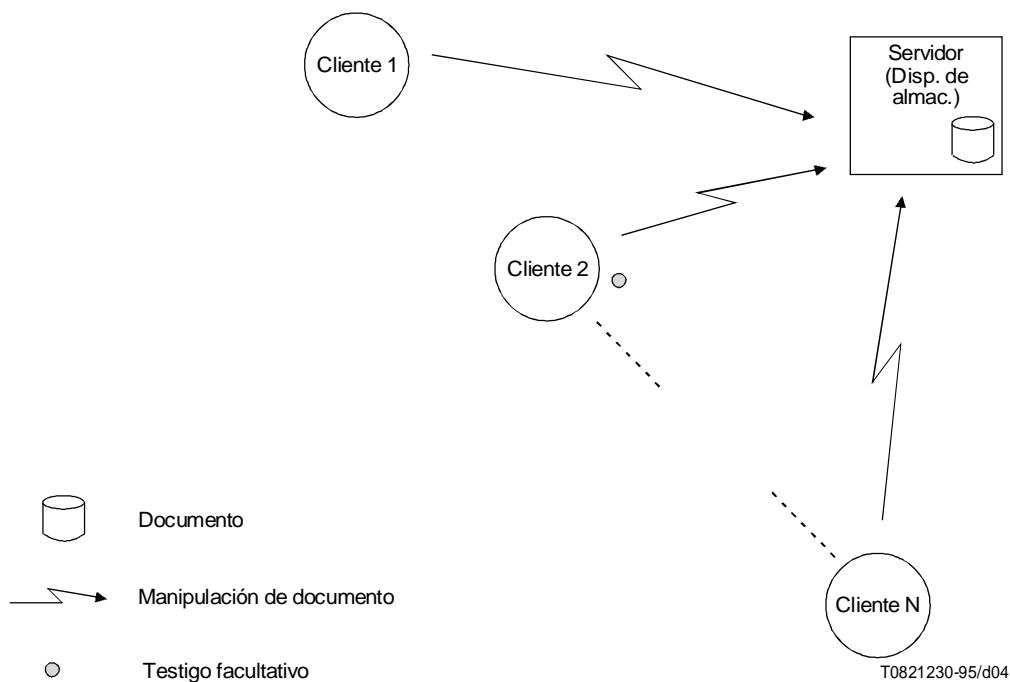 Cliente 1
Servidor
(Disp. de
almac.)
Cliente 2
Documento
Manipulación de documento
Cliente N
Testigo facultativo
T0821230-95/d04